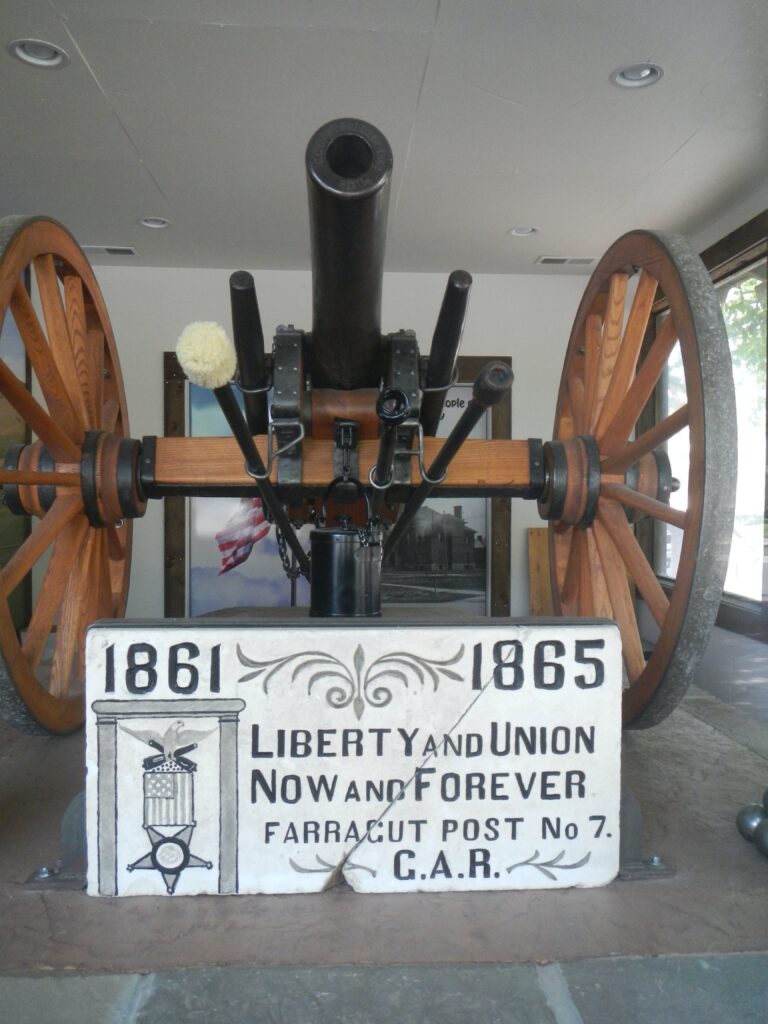 1861 1865
LIBERTY AND UNION
NOW AND FOREVER
FARRAGUT POST No 7.
G.A.R.